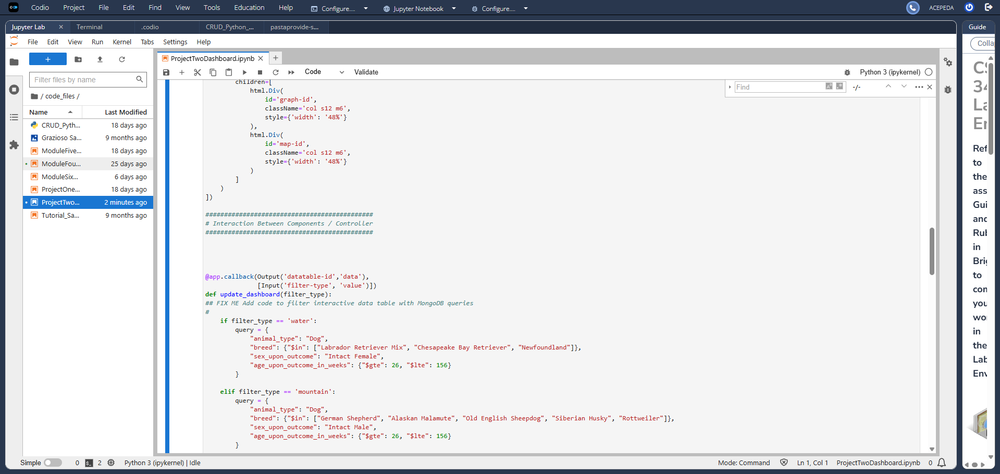 Codio Project File Edit Find View Tools Education Help Configure.... Jupyter Notebook Configure.... ACEPEDA
Jupyter Lab Terminal .codio CRUD_Python_... pastaprovide-s... Guide
File Edit View Run Kernel Tabs Settings Help
Colla
ProjectTwoDashboard.ipynb
Code Validate Python 3 (ipykernel)
Filter files by name
Find -/-
/ code_files /
Name Last Modified
CRUD_Pyth... 18 days ago
Grazioso Sa... 9 months ago
ModuleFive... 18 days ago
ModuleFou... 25 days ago
ModuleSix... 6 days ago
ProjectOne... 18 days ago
ProjectTwo... 2 minutes ago
Tutorial_Sa... 9 months ago
children=[
html.Div(
id='graph-id',
className='col s12 m6',
style={'width': '48%'}
),
html.Div(
id='map-id',
className='col s12 m6',
style={'width': '48%'}
)
]
)
])
#############################################
# Interaction Between Components / Controller
#############################################
@app.callback(Output('datatable-id','data'),
[Input('filter-type', 'value')])
def update_dashboard(filter_type):
## FIX ME Add code to filter interactive data table with MongoDB queries
#
if filter_type == 'water':
query = {
"animal_type": "Dog",
"breed": {"$in": ["Labrador Retriever Mix", "Chesapeake Bay Retriever", "Newfoundland"]},
"sex_upon_outcome": "Intact Female",
"age_upon_outcome_in_weeks": {"$gte": 26, "$lte": 156}
}
elif filter_type == 'mountain':
query = {
"animal_type": "Dog",
"breed": {"$in": ["German Shepherd", "Alaskan Malamute", "Old English Sheepdog", "Siberian Husky", "Rottweiler"]},
"sex_upon_outcome": "Intact Male",
"age_upon_outcome_in_weeks": {"$gte": 26, "$lte": 156}
}
CS
34
La
En
Ref
to
the
ass
Gui
and
Rub
in
Brig
to
con
you
wor
in
the
Lab
Env
Simple 0 2 Python 3 (ipykernel) | Idle Mode: Command Ln 1, Col 1 ProjectTwoDashboard.ipynb 0